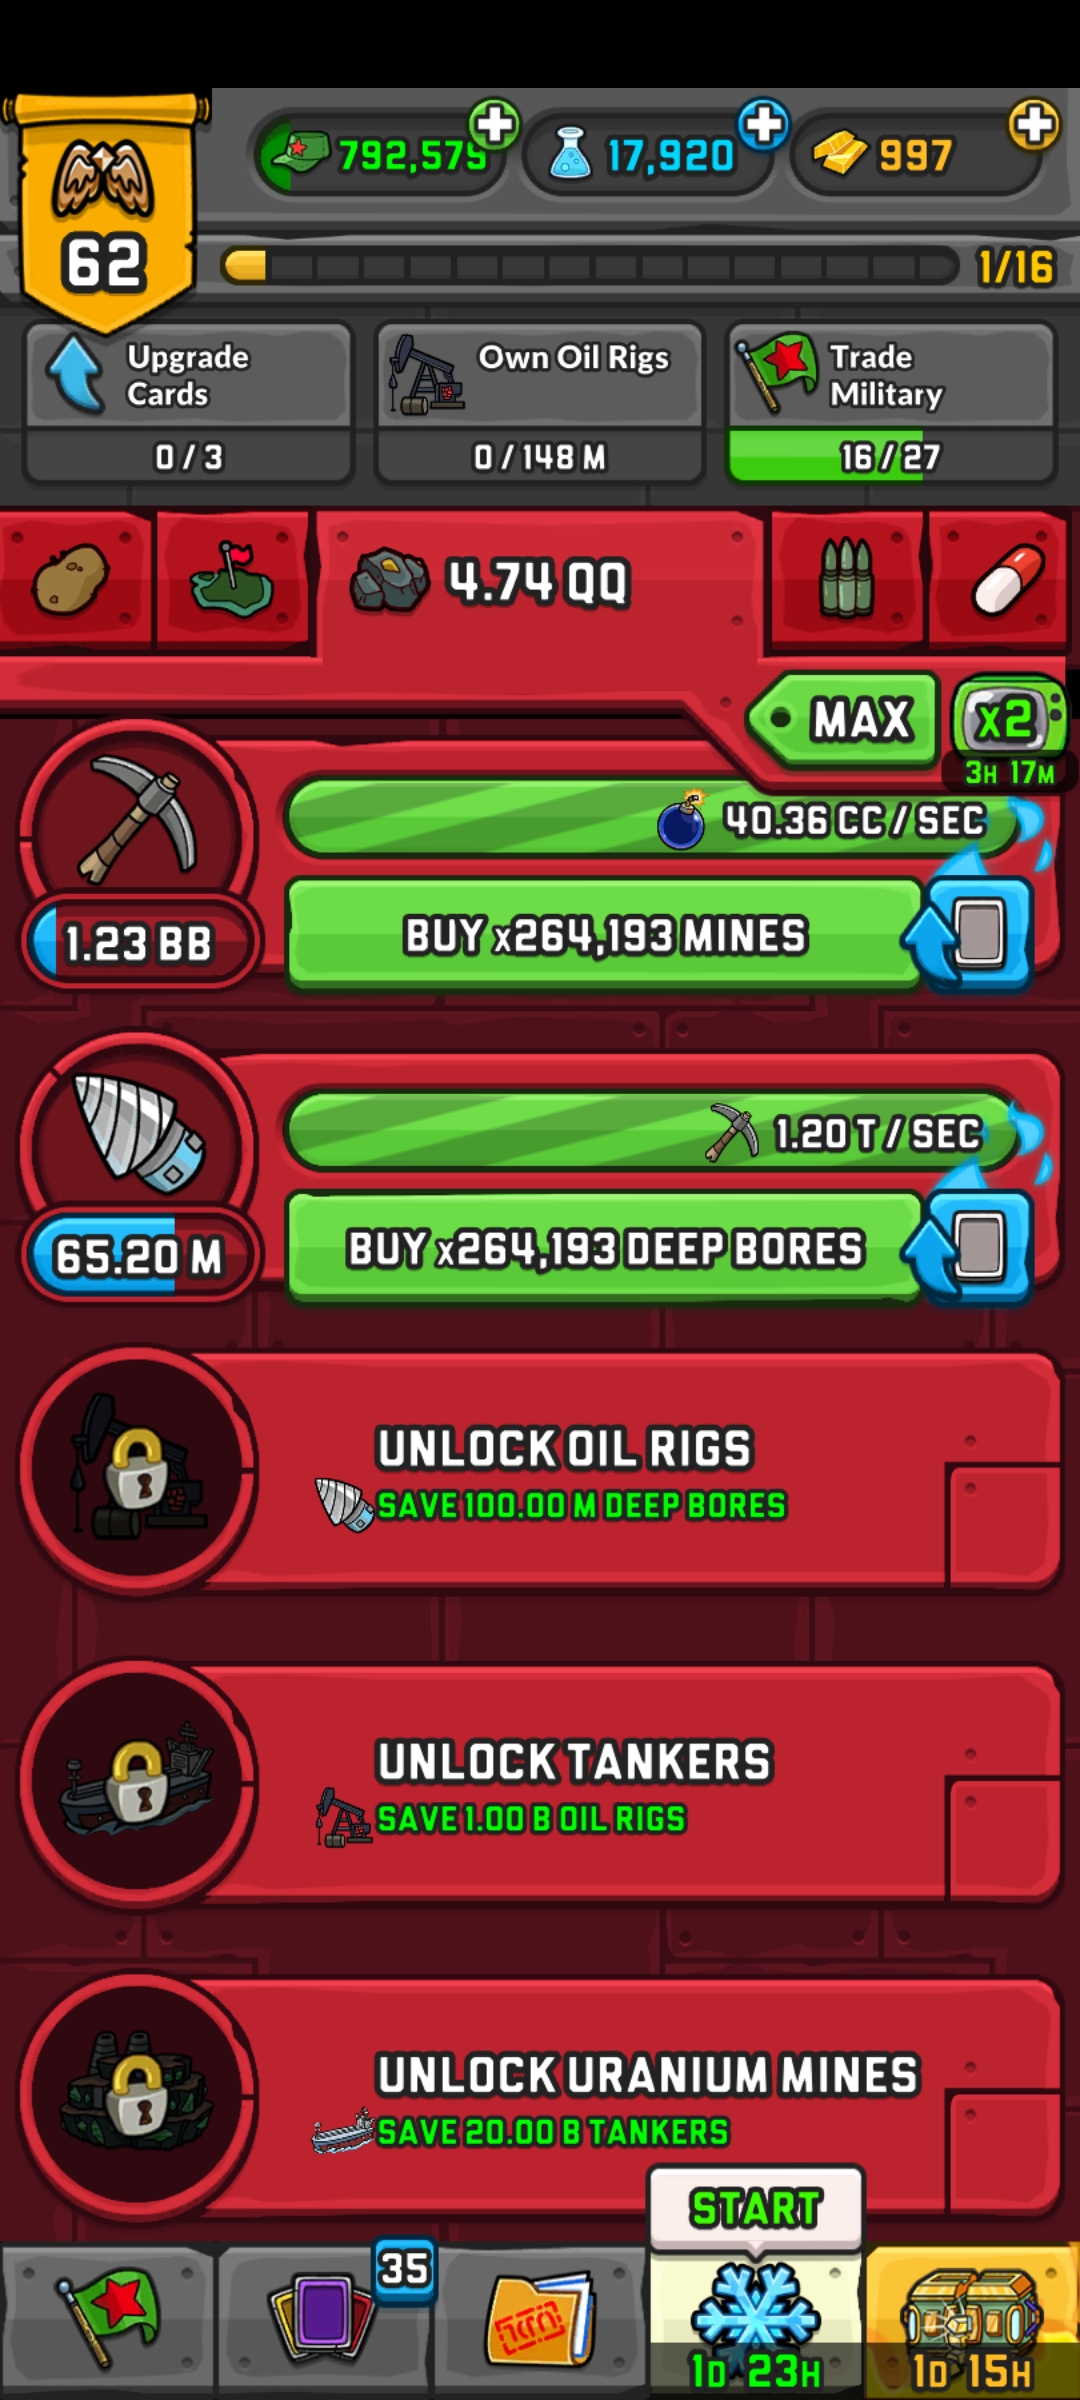 792,579
17,920
997
62
1/16
Upgrade
Cards
0 / 3
Own Oil Rigs
0 / 148 M
Trade
Military
16 / 27
4.74 QQ
MAX
x2
3H 17M
40.36 CC / SEC
1.23 BB
BUY x264,193 MINES
1.20 T / SEC
65.20 M
BUY x264,193 DEEP BORES
UNLOCK OIL RIGS
SAVE 100.00 M DEEP BORES
UNLOCK TANKERS
SAVE 1.00 B OIL RIGS
UNLOCK URANIUM MINES
SAVE 20.00 B TANKERS
START
35
1D 23H
1D 15H